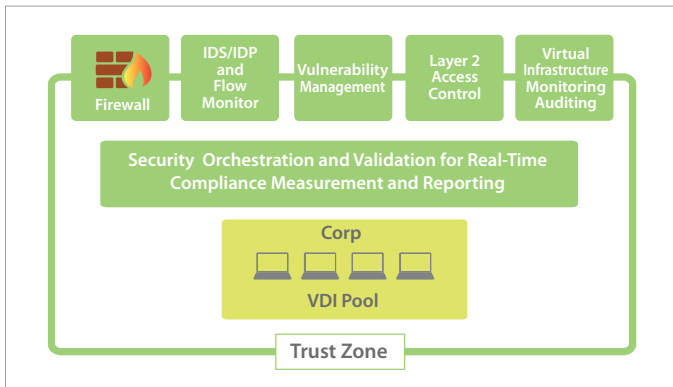 Firewall
IDS/IDP
and
Flow
Monitor
Vulnerability
Management
Layer 2
Access
Control
Virtual
Infrastructure
Monitoring
Auditing
Security Orchestration and Validation for Real-Time
Compliance Measurement and Reporting
Corp
VDI Pool
Trust Zone